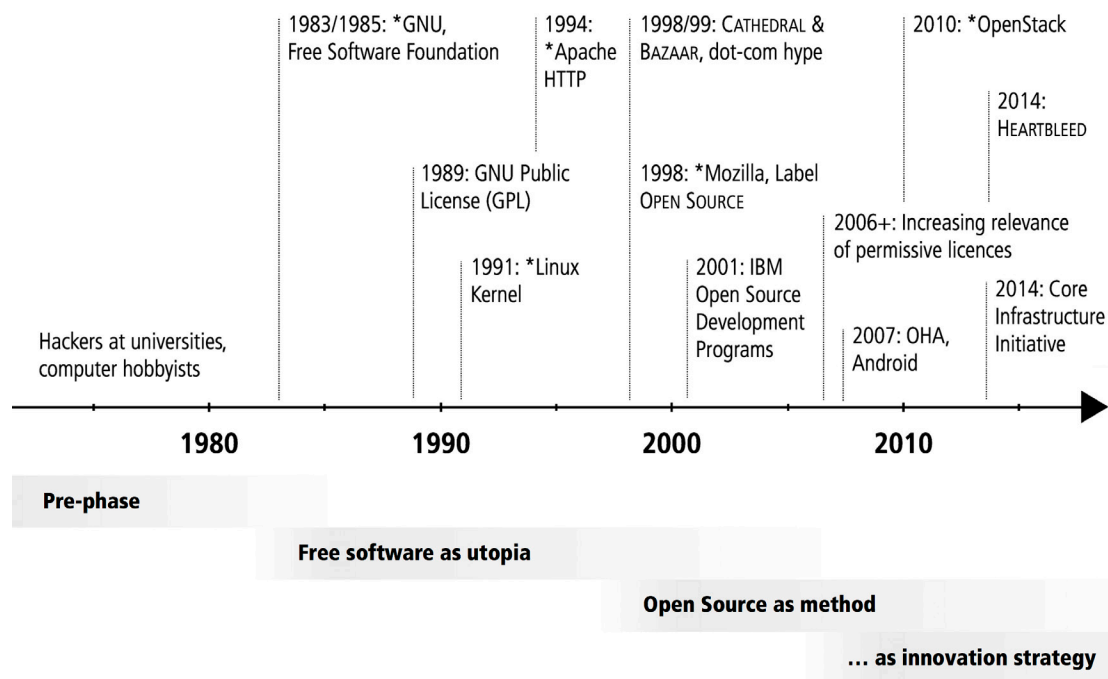 1983/1985: *GNU,
Free Software Foundation
1994:
*Apache
HTTP
1998/99: CATHEDRAL &
BAZAAR, dot-com hype
2010: *OpenStack
2014:
HEARTBLEED
1989: GNU Public
License (GPL)
1998: *Mozilla, Label
OPEN SOURCE
2006+: Increasing relevance
of permissive licences
1991: *Linux
Kernel
2001: IBM
Open Source
Development
Programs
2014: Core
Infrastructure
Initiative
Hackers at universities,
computer hobbyists
2007: OHA,
Android
1980
1990
2000
2010
Pre-phase
Free software as utopia
Open Source as method
... as innovation strategy